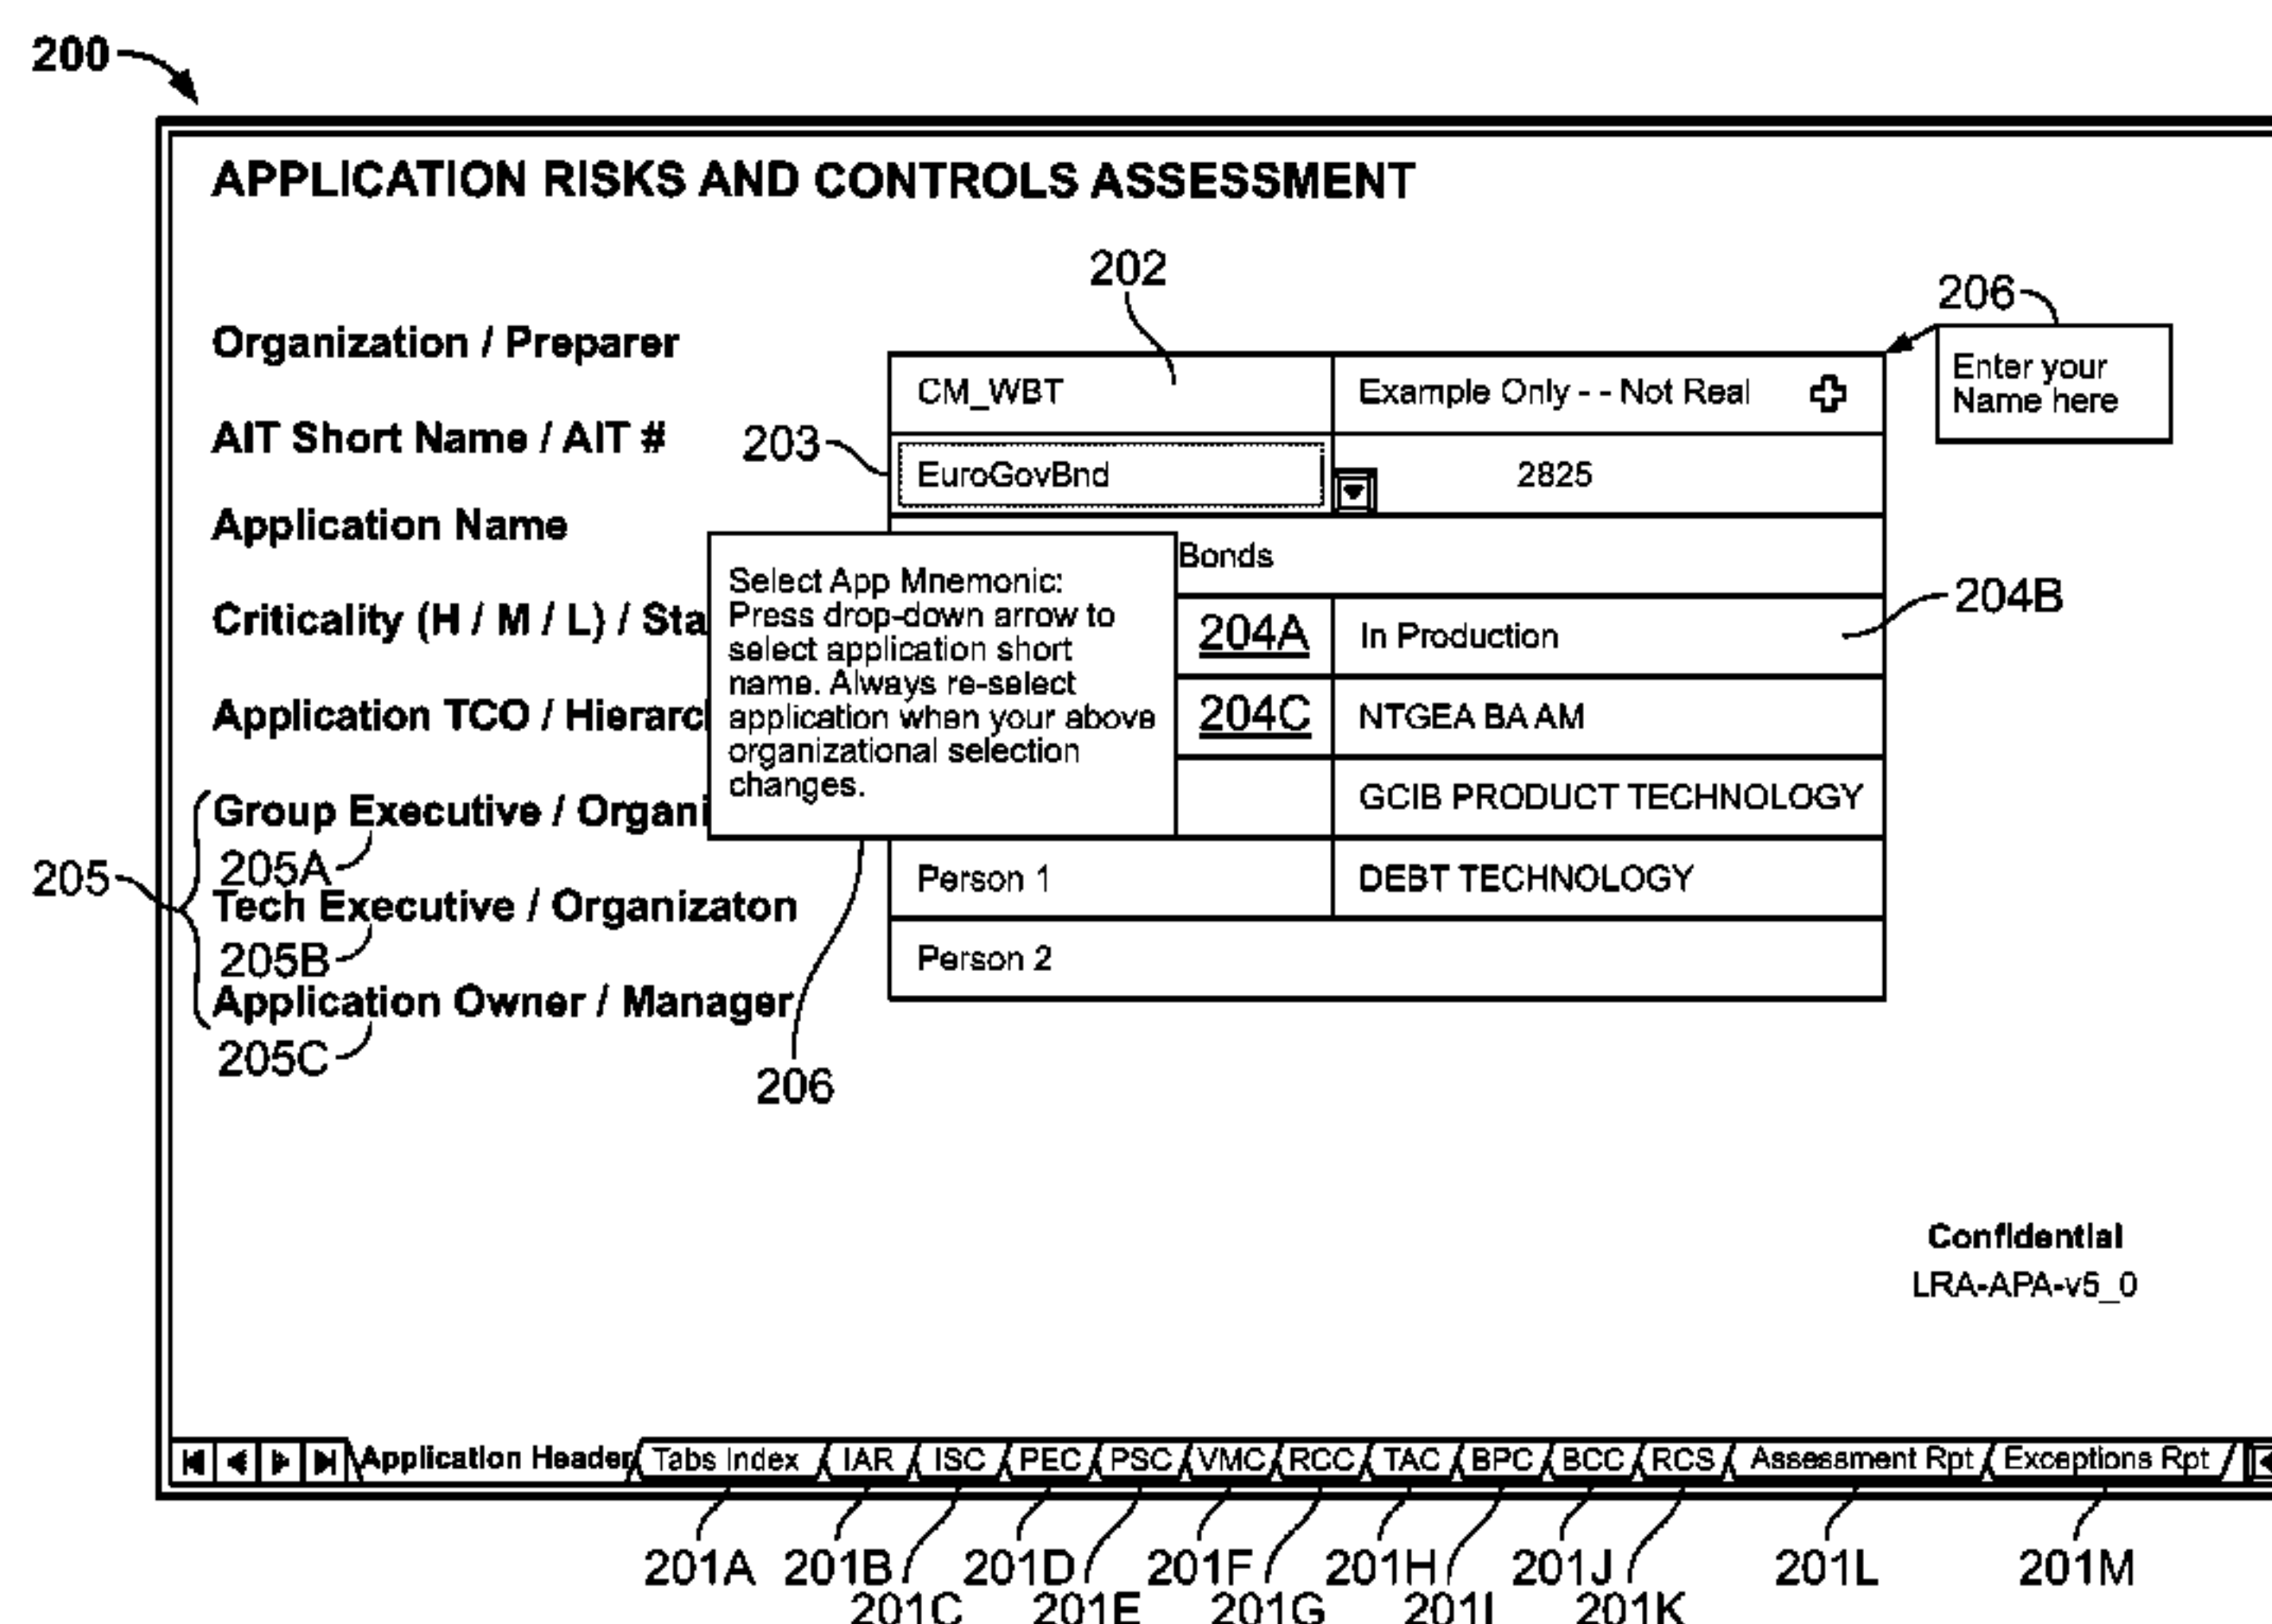 200
APPLICATION RISKS AND CONTROLS ASSESSMENT
202
206
Organization / Preparer
CM_WBT
Example Only - - Not Real
Enter your
Name here
AIT Short Name / AIT #
203
EuroGovBnd
2825
Application Name
Bonds
Select App Mnemonic:
Press drop-down arrow to
select application short
name. Always re-select
application when your above
organizational selection
changes.
Criticality (H / M / L) / Sta
204A
In Production
204B
Application TCO / Hierarc
204C
NTGEA BA AM
Group Executive / Organi
GCIB PRODUCT TECHNOLOGY
205A
205
Person 1
DEBT TECHNOLOGY
Tech Executive / Organizaton
205B
Person 2
Application Owner / Manager
205C
206
Confidential
LRA-APA-v5_0
Application Header Tabs Index IAR ISC PEC PSC VMC RCC TAC BPC BCC RCS Assessment Rpt Exceptions Rpt
201A 201B 201D 201F 201H 201J 201L 201M
201C 201E 201G 201I 201K